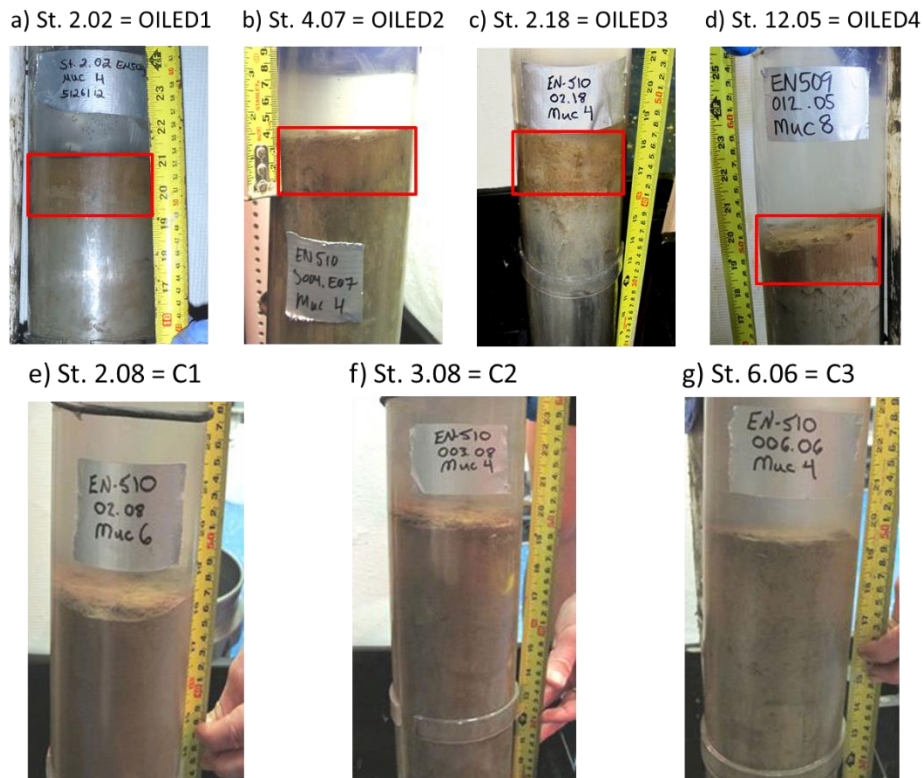 a) St. 2.02 = OILED1
b) St. 4.07 = OILED2
c) St. 2.18 = OILED3
d) St. 12.05 = OILED4
St. 2.02 EN509
Muc 4
5126112
EN510
S004.E07
Muc 4
EN-510
02.18
Muc 4
EN509
012.05
Muc 8
e) St. 2.08 = C1
f) St. 3.08 = C2
g) St. 6.06 = C3
EN-510
02.08
Muc 6
EN-510
003.08
Muc 4
EN-510
006.06
Muc 4